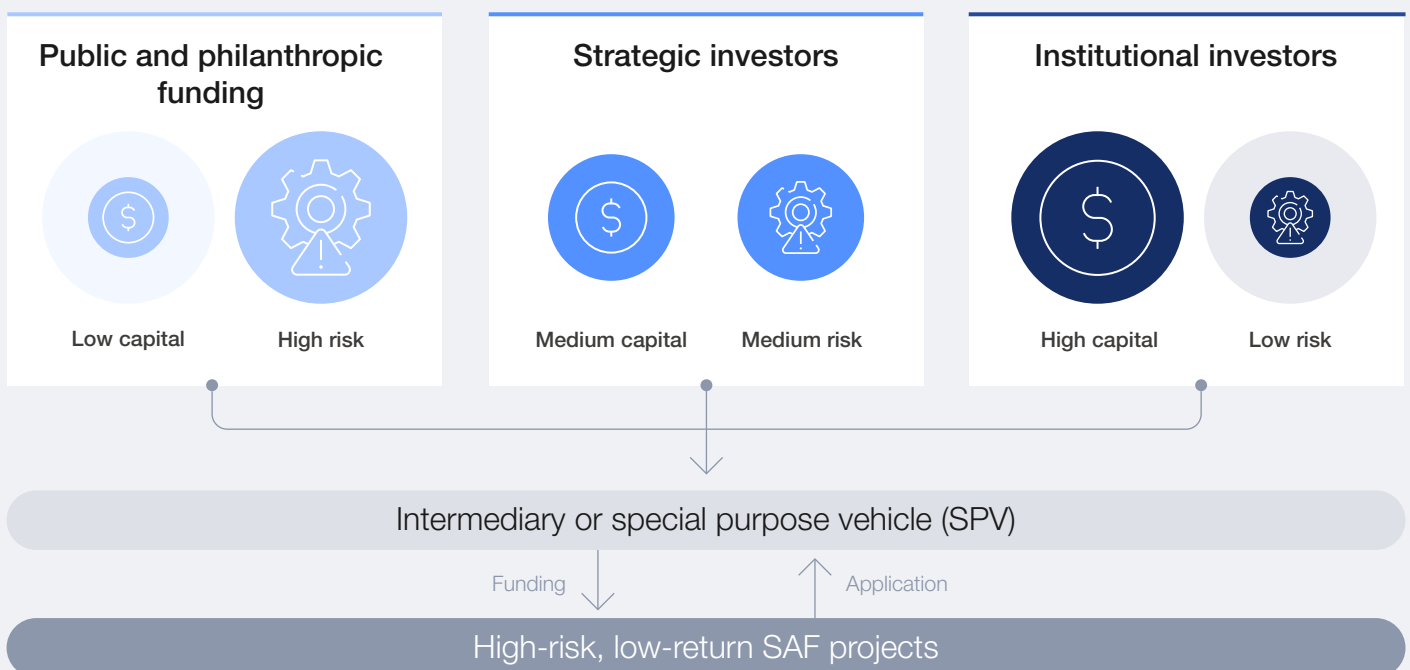 Public and philanthropic
funding
Strategic investors
Institutional investors
$
$
$
Low capital
High risk
Medium capital
Medium risk
High capital
Low risk
Intermediary or special purpose vehicle (SPV)
Funding
Application
High-risk, low-return SAF projects